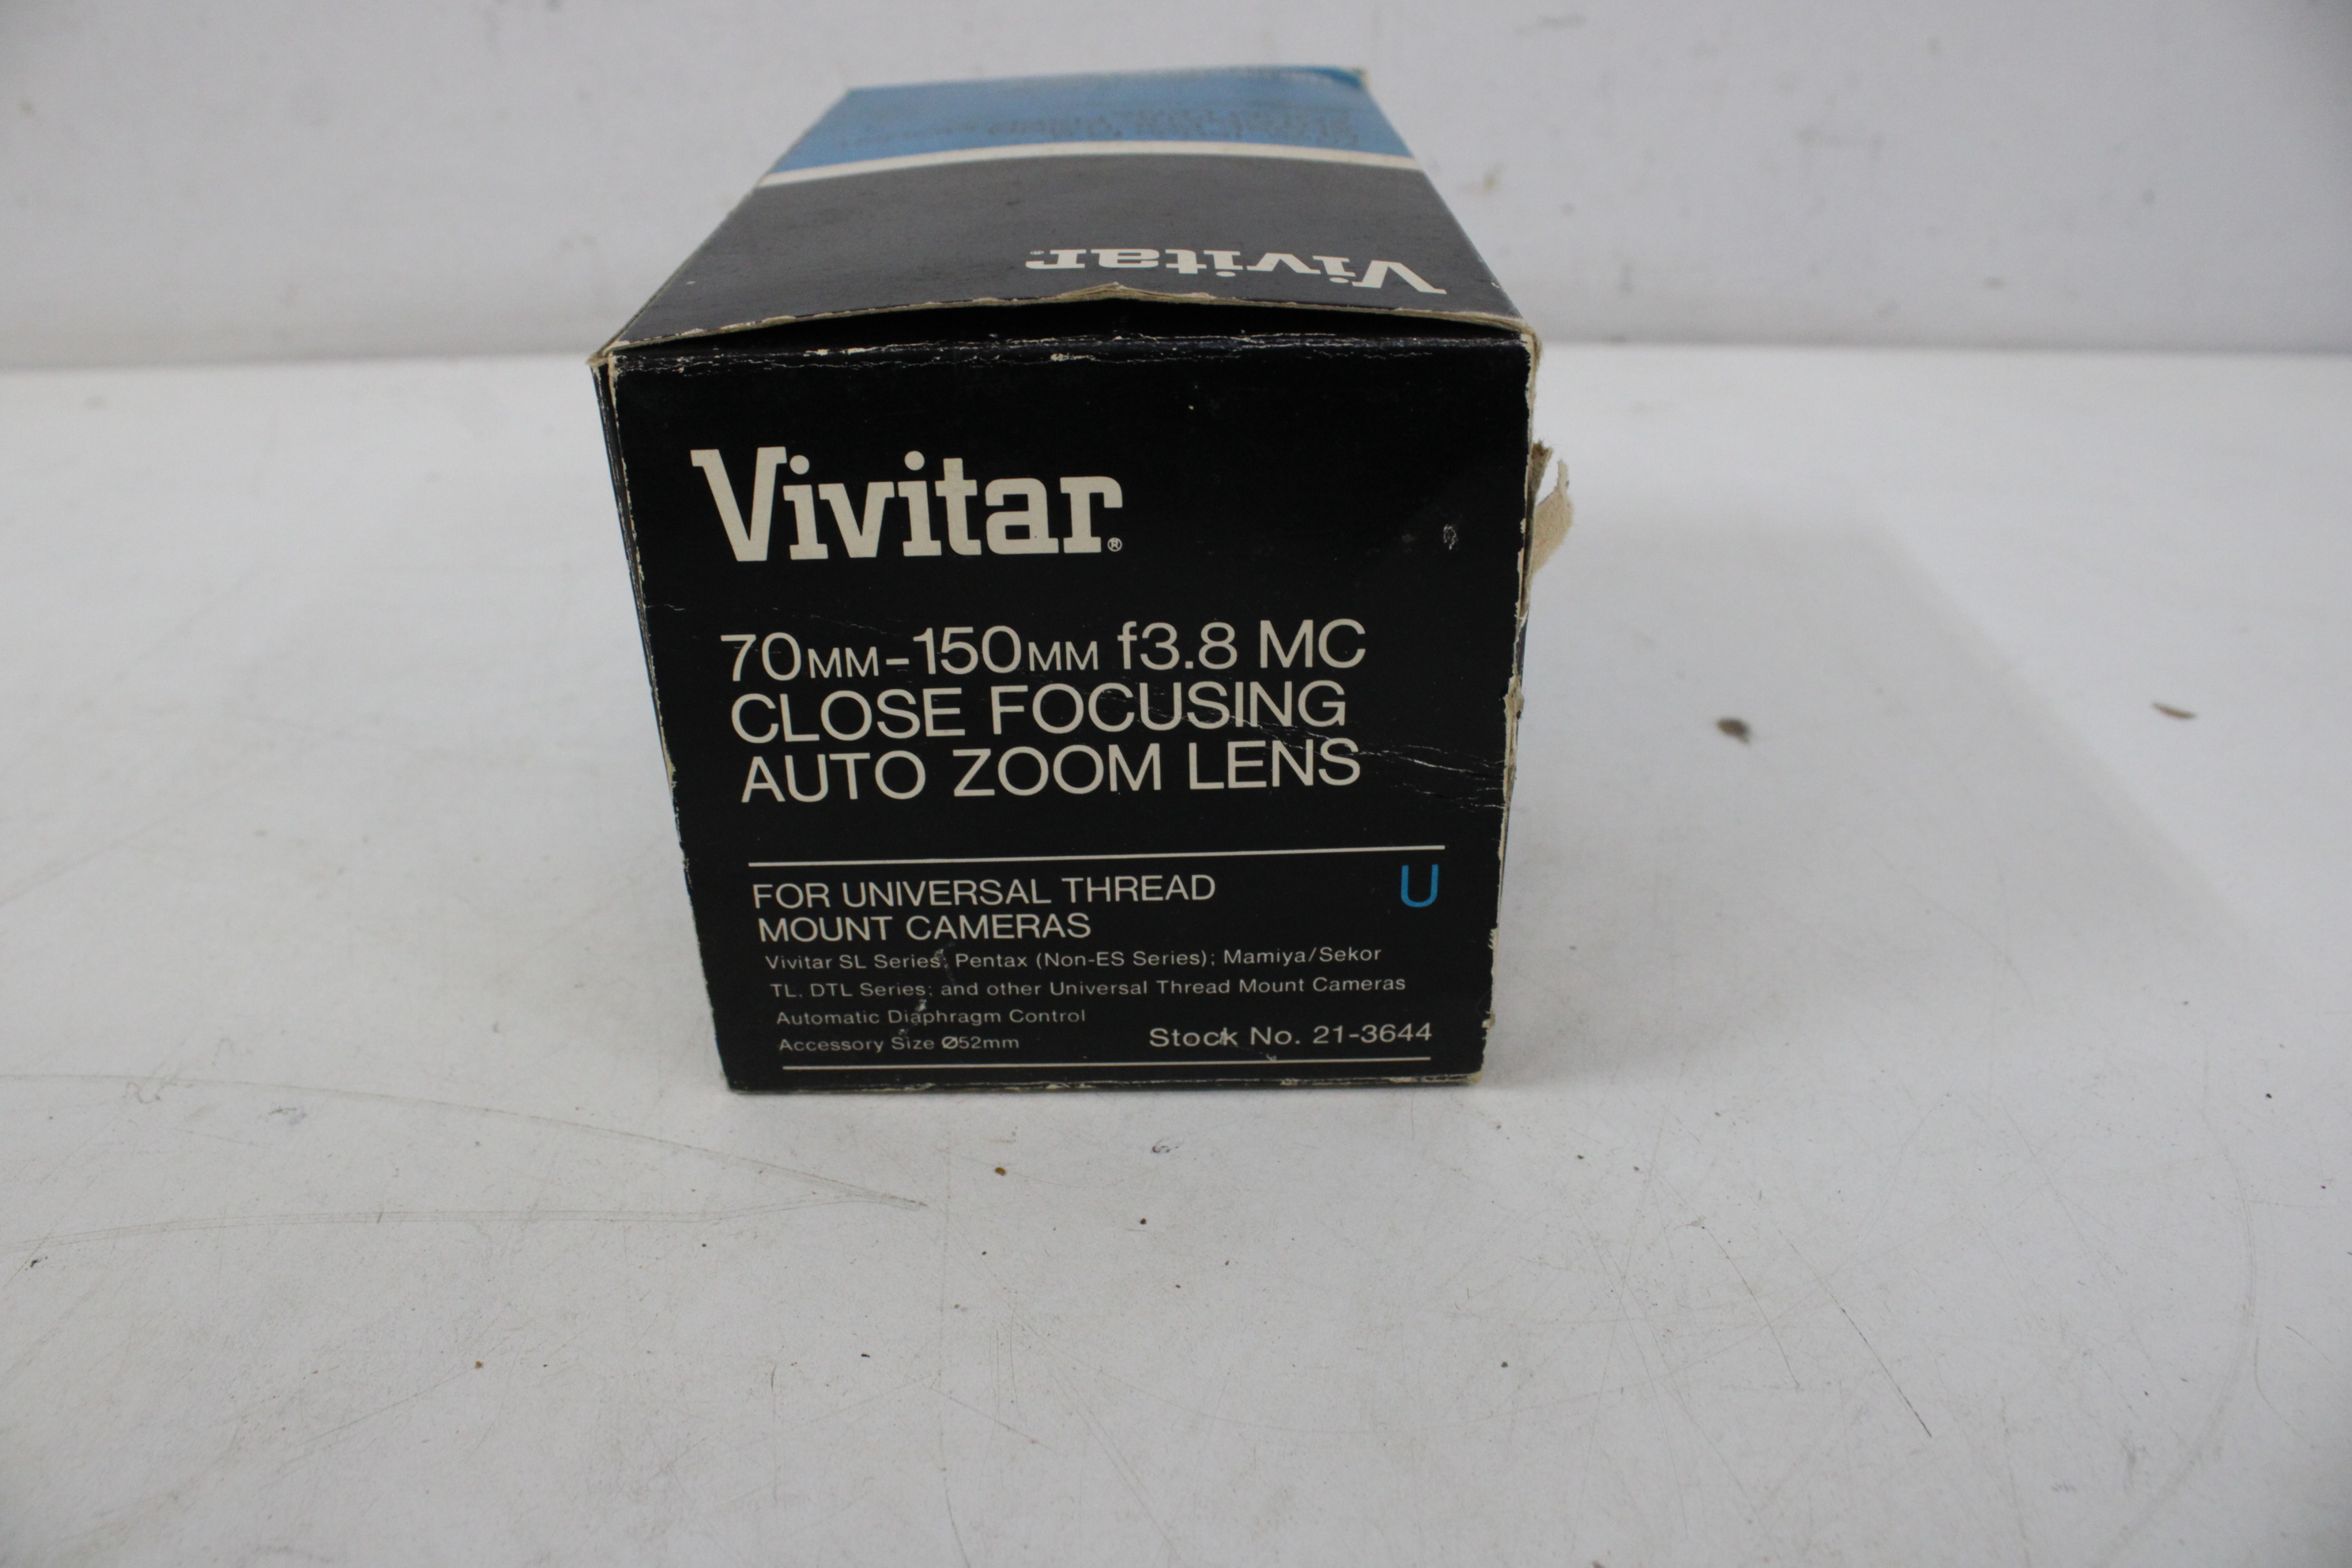 Vivitar
Vivitar®
70MM-150MM f3.8 MC
CLOSE FOCUSING
AUTO ZOOM LENS
FOR UNIVERSAL THREAD U
MOUNT CAMERAS
Vivitar SL Series; Pentax (Non-ES Series); Mamiya/Sekor
TL, DTL Series; and other Universal Thread Mount Cameras
Automatic Diaphragm Control
Accessory Size Ø52mm Stock No. 21-3644